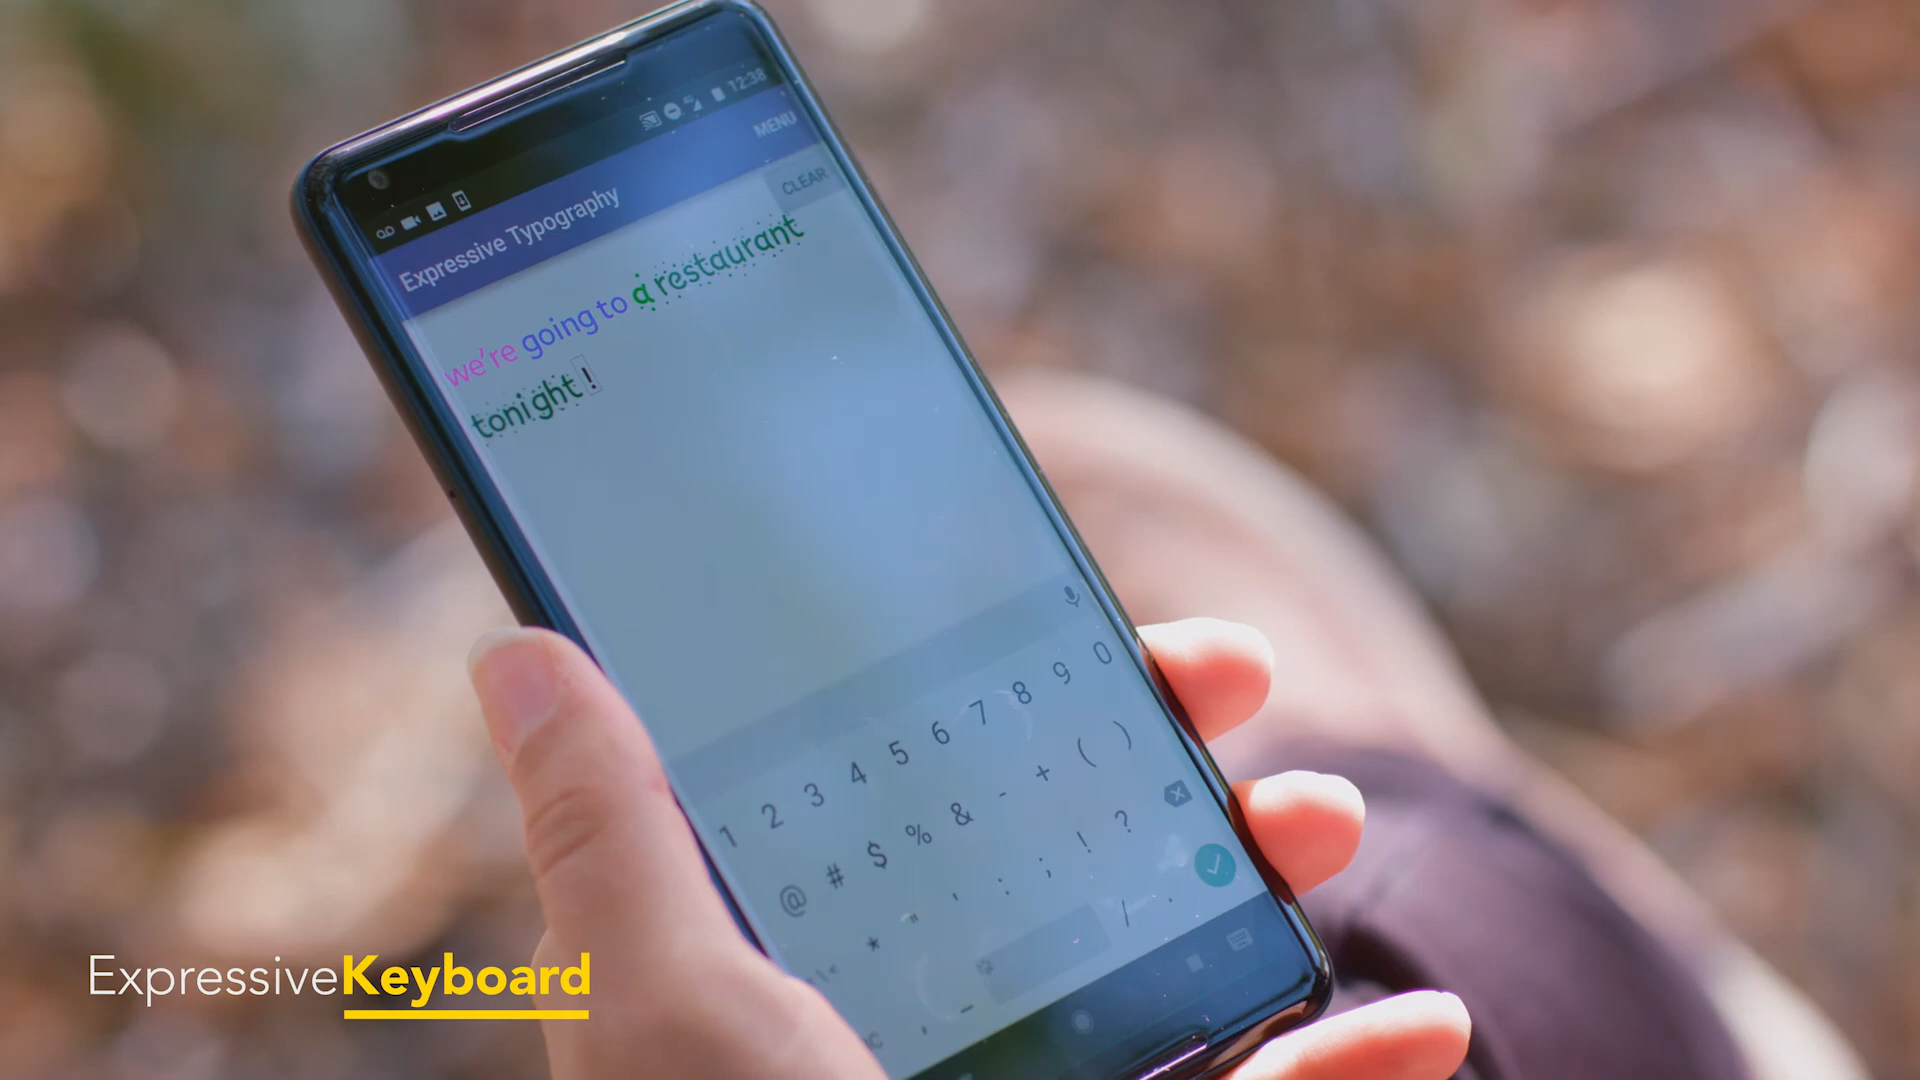 12:38
MENU
Expressive Typography
CLEAR
we're going to a restaurant
tonight!
1 2 3 4 5 6 7 8 9 0
@ # $ % & - + ( )
* " ' : ; ! ?
, _ / .
ExpressiveKeyboard